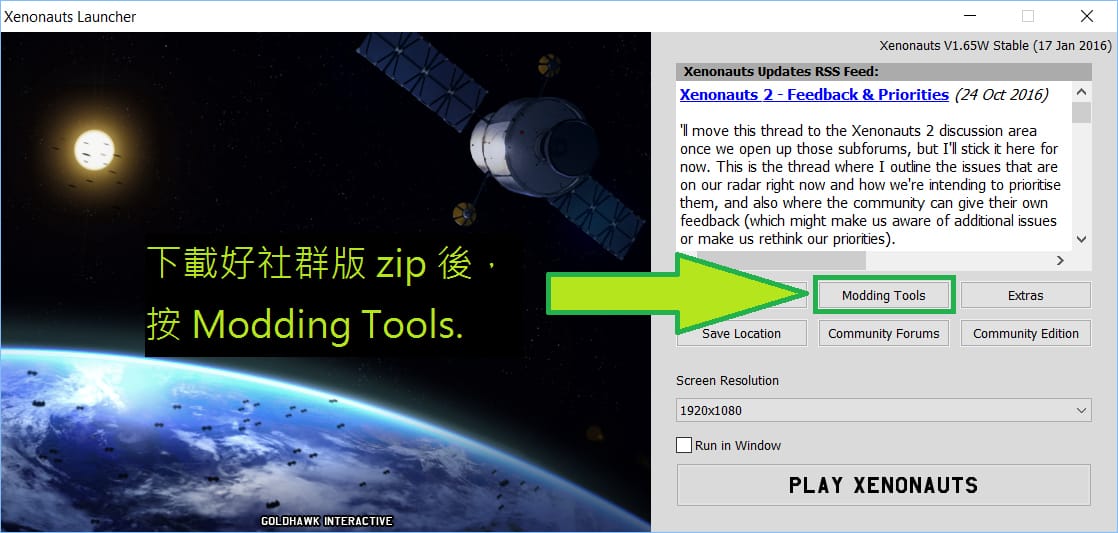 Xenonauts Launcher
Xenonauts V1.65W Stable (17 Jan 2016)
Xenonauts Updates RSS Feed:
Xenonauts 2 - Feedback & Priorities (24 Oct 2016)
'll move this thread to the Xenonauts 2 discussion area
once we open up those subforums, but I'll stick it here for
now. This is the thread where I outline the issues that are
on our radar right now and how we're intending to prioritise
them, and also where the community can give their own
feedback (which might make us aware of additional issues
or make us rethink our priorities).
下載好社群版 zip 後，
按 Modding Tools.
Modding Tools
Extras
Save Location
Community Forums
Community Edition
Screen Resolution
1920x1080
Run in Window
PLAY XENONAUTS
GOLDHAWK INTERACTIVE